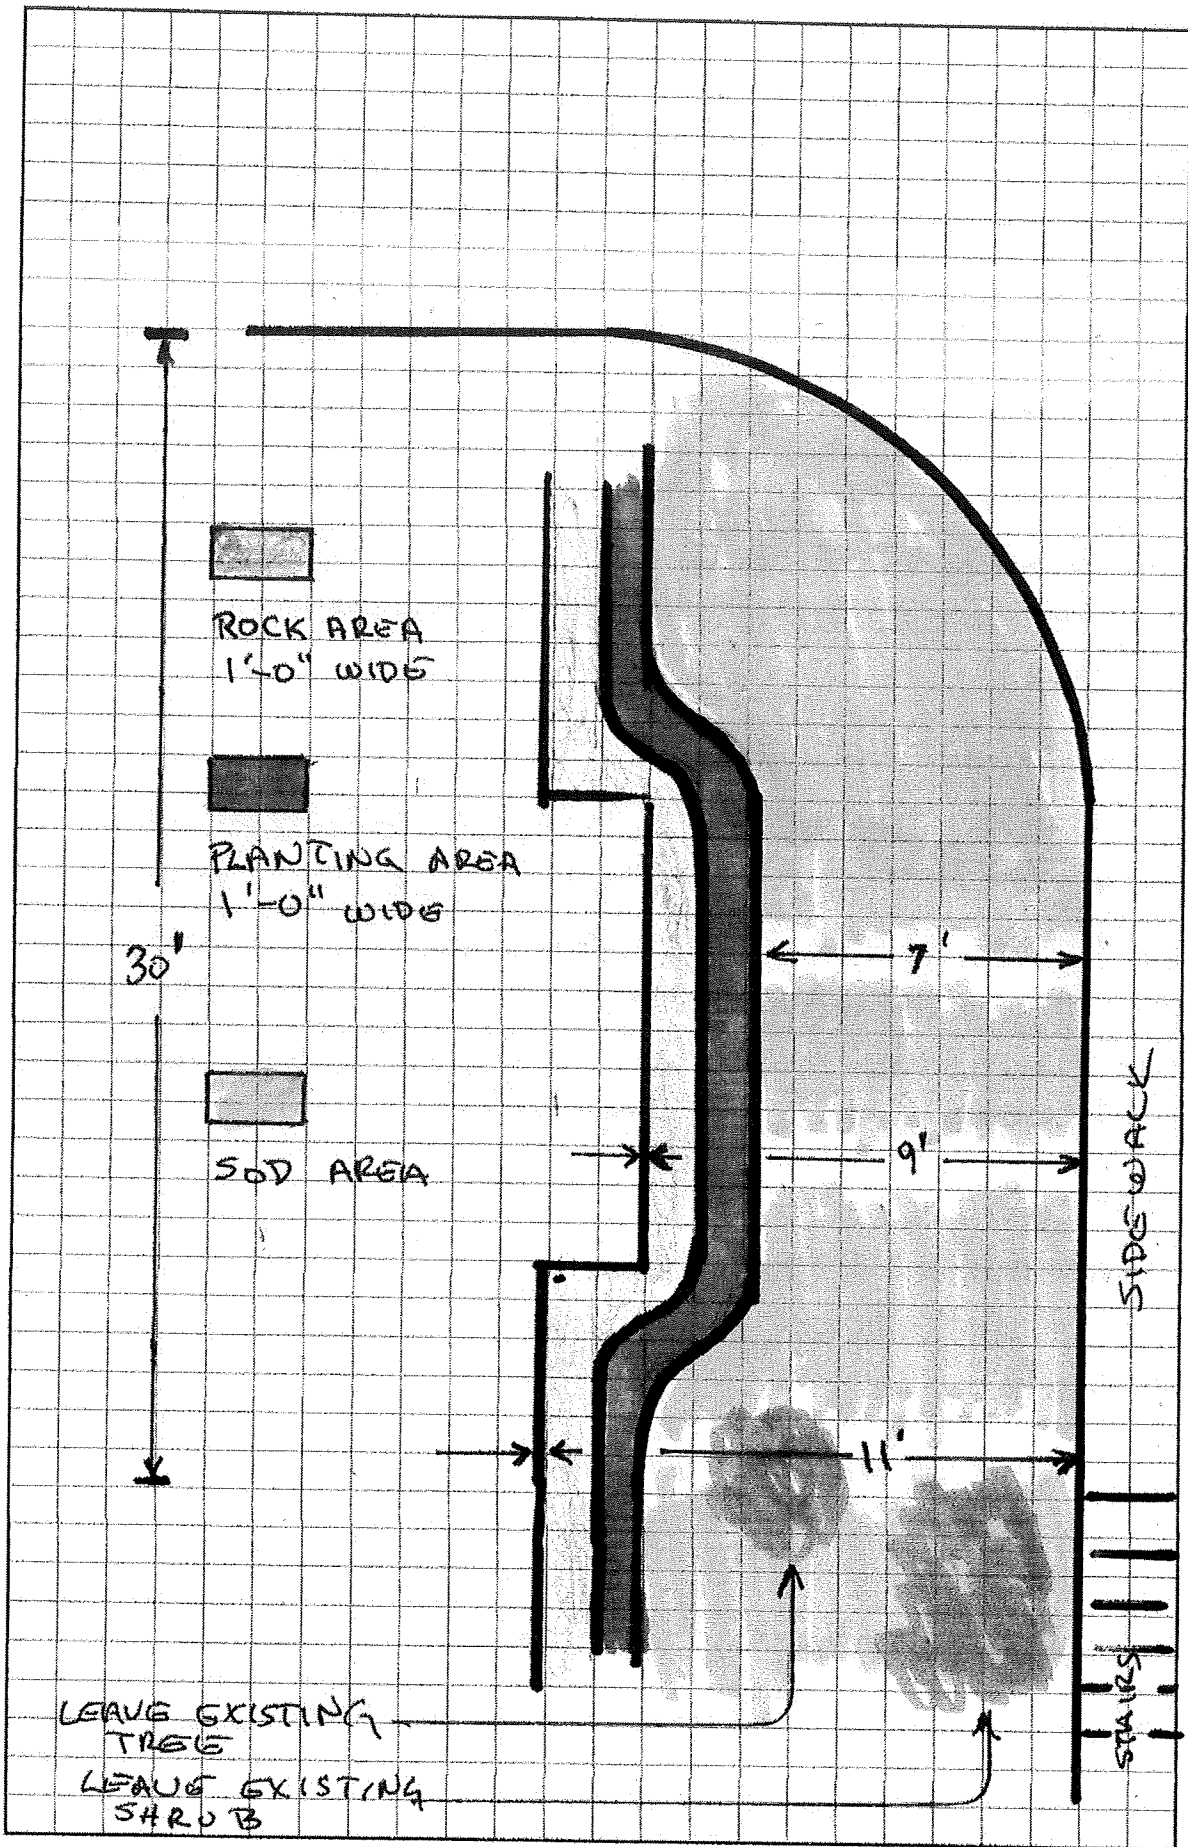 ROCK AREA
1'-0" WIDE
PLANTING AREA
1'-0" WIDE
30'
7'
SOD AREA
9'
SIDEWALK
11'
STAIRS
LEAVE EXISTING
TREE
LEAVE EXISTING
SHRUB